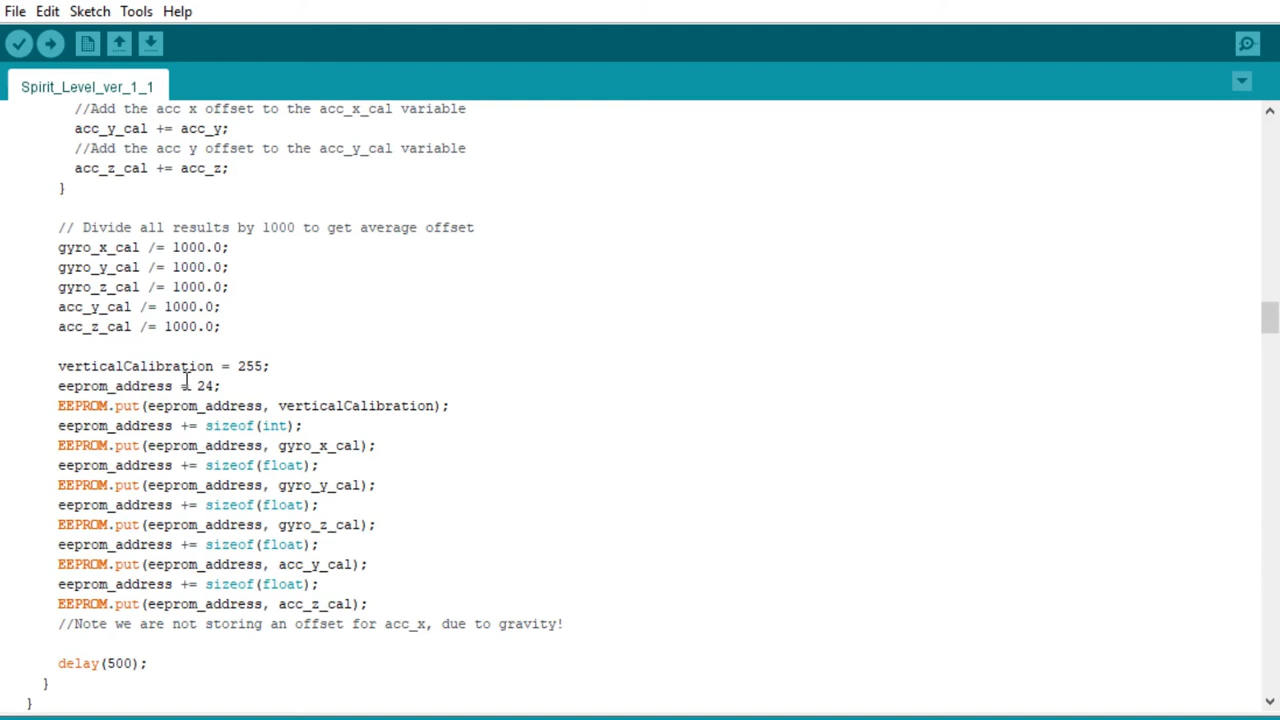 File Edit Sketch Tools Help
Spirit_Level_ver_1_1
//Add the acc x offset to the acc_x_cal variable
acc_y_cal += acc_y;
//Add the acc y offset to the acc_y_cal variable
acc_z_cal += acc_z;
}
// Divide all results by 1000 to get average offset
gyro_x_cal /= 1000.0;
gyro_y_cal /= 1000.0;
gyro_z_cal /= 1000.0;
acc_y_cal /= 1000.0;
acc_z_cal /= 1000.0;
verticalCalibration = 255;
eeprom_address = 24;
EEPROM.put(eeprom_address, verticalCalibration);
eeprom_address += sizeof(int);
EEPROM.put(eeprom_address, gyro_x_cal);
eeprom_address += sizeof(float);
EEPROM.put(eeprom_address, gyro_y_cal);
eeprom_address += sizeof(float);
EEPROM.put(eeprom_address, gyro_z_cal);
eeprom_address += sizeof(float);
EEPROM.put(eeprom_address, acc_y_cal);
eeprom_address += sizeof(float);
EEPROM.put(eeprom_address, acc_z_cal);
//Note we are not storing an offset for acc_x, due to gravity!
delay(500);
}
}